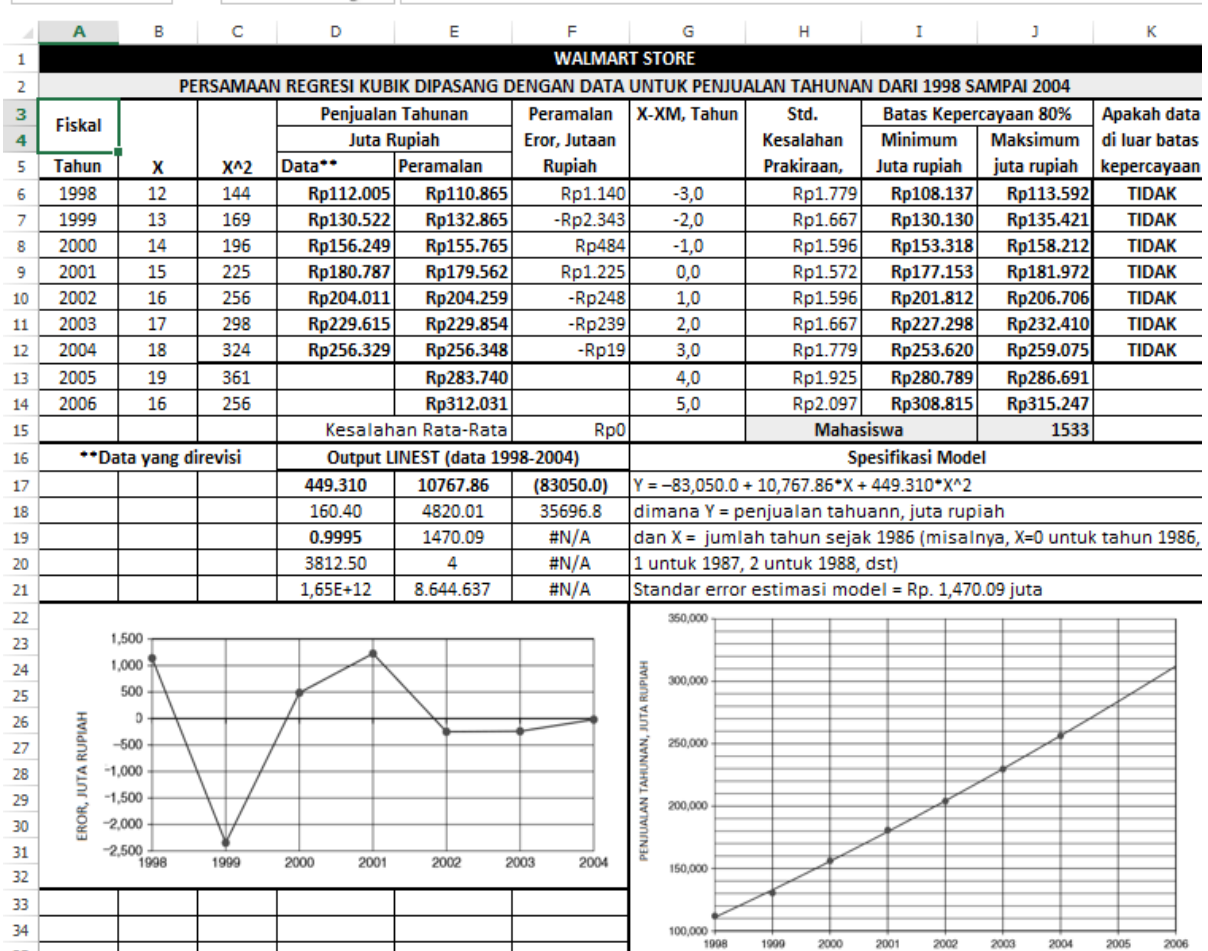 A B C D E F G H I J K
1 WALMART STORE
2 PERSAMAAN REGRESI KUBIK DIPASANG DENGAN DATA UNTUK PENJUALAN TAHUNAN DARI 1998 SAMPAI 2004
3 Fiskal Penjualan Tahunan Peramalan X-XM, Tahun Std. Batas Kepercayaan 80% Apakah data
4 Juta Rupiah Eror, Jutaan Kesalahan Minimum Maksimum di luar batas
5 Tahun X X^2 Data** Peramalan Rupiah Prakiraan, Juta rupiah juta rupiah kepercayaan
6 1998 12 144 Rp112.005 Rp110.865 Rp1.140 -3,0 Rp1.779 Rp108.137 Rp113.592 TIDAK
7 1999 13 169 Rp130.522 Rp132.865 -Rp2.343 -2,0 Rp1.667 Rp130.130 Rp135.421 TIDAK
8 2000 14 196 Rp156.249 Rp155.765 Rp484 -1,0 Rp1.596 Rp153.318 Rp158.212 TIDAK
9 2001 15 225 Rp180.787 Rp179.562 Rp1.225 0,0 Rp1.572 Rp177.153 Rp181.972 TIDAK
10 2002 16 256 Rp204.011 Rp204.259 -Rp248 1,0 Rp1.596 Rp201.812 Rp206.706 TIDAK
11 2003 17 298 Rp229.615 Rp229.854 -Rp239 2,0 Rp1.667 Rp227.298 Rp232.410 TIDAK
12 2004 18 324 Rp256.329 Rp256.348 -Rp19 3,0 Rp1.779 Rp253.620 Rp259.075 TIDAK
13 2005 19 361 Rp283.740 4,0 Rp1.925 Rp280.789 Rp286.691
14 2006 16 256 Rp312.031 5,0 Rp2.097 Rp308.815 Rp315.247
15 Kesalahan Rata-Rata Rp0 Mahasiswa 1533
16 **Data yang direvisi Output LINEST (data 1998-2004) Spesifikasi Model
17 449.310 10767.86 (83050.0) Y = –83,050.0 + 10,767.86*X + 449.310*X^2
18 160.40 4820.01 35696.8 dimana Y = penjualan tahuann, juta rupiah
19 0.9995 1470.09 #N/A dan X = jumlah tahun sejak 1986 (misalnya, X=0 untuk tahun 1986,
20 3812.50 4 #N/A 1 untuk 1987, 2 untuk 1988, dst)
21 1,65E+12 8.644.637 #N/A Standar error estimasi model = Rp. 1,470.09 juta
22
23
24
25
26
27
28
29
30
31
32
33
34
EROR, JUTA RUPIAH
1,500
1,000
500
0
−500
−1,000
−1,500
−2,000
−2,500
1998 1999 2000 2001 2002 2003 2004
PENJUALAN TAHUNAN, JUTA RUPIAH
350,000
300,000
250,000
200,000
150,000
100,000
1998 1999 2000 2001 2002 2003 2004 2005 2006